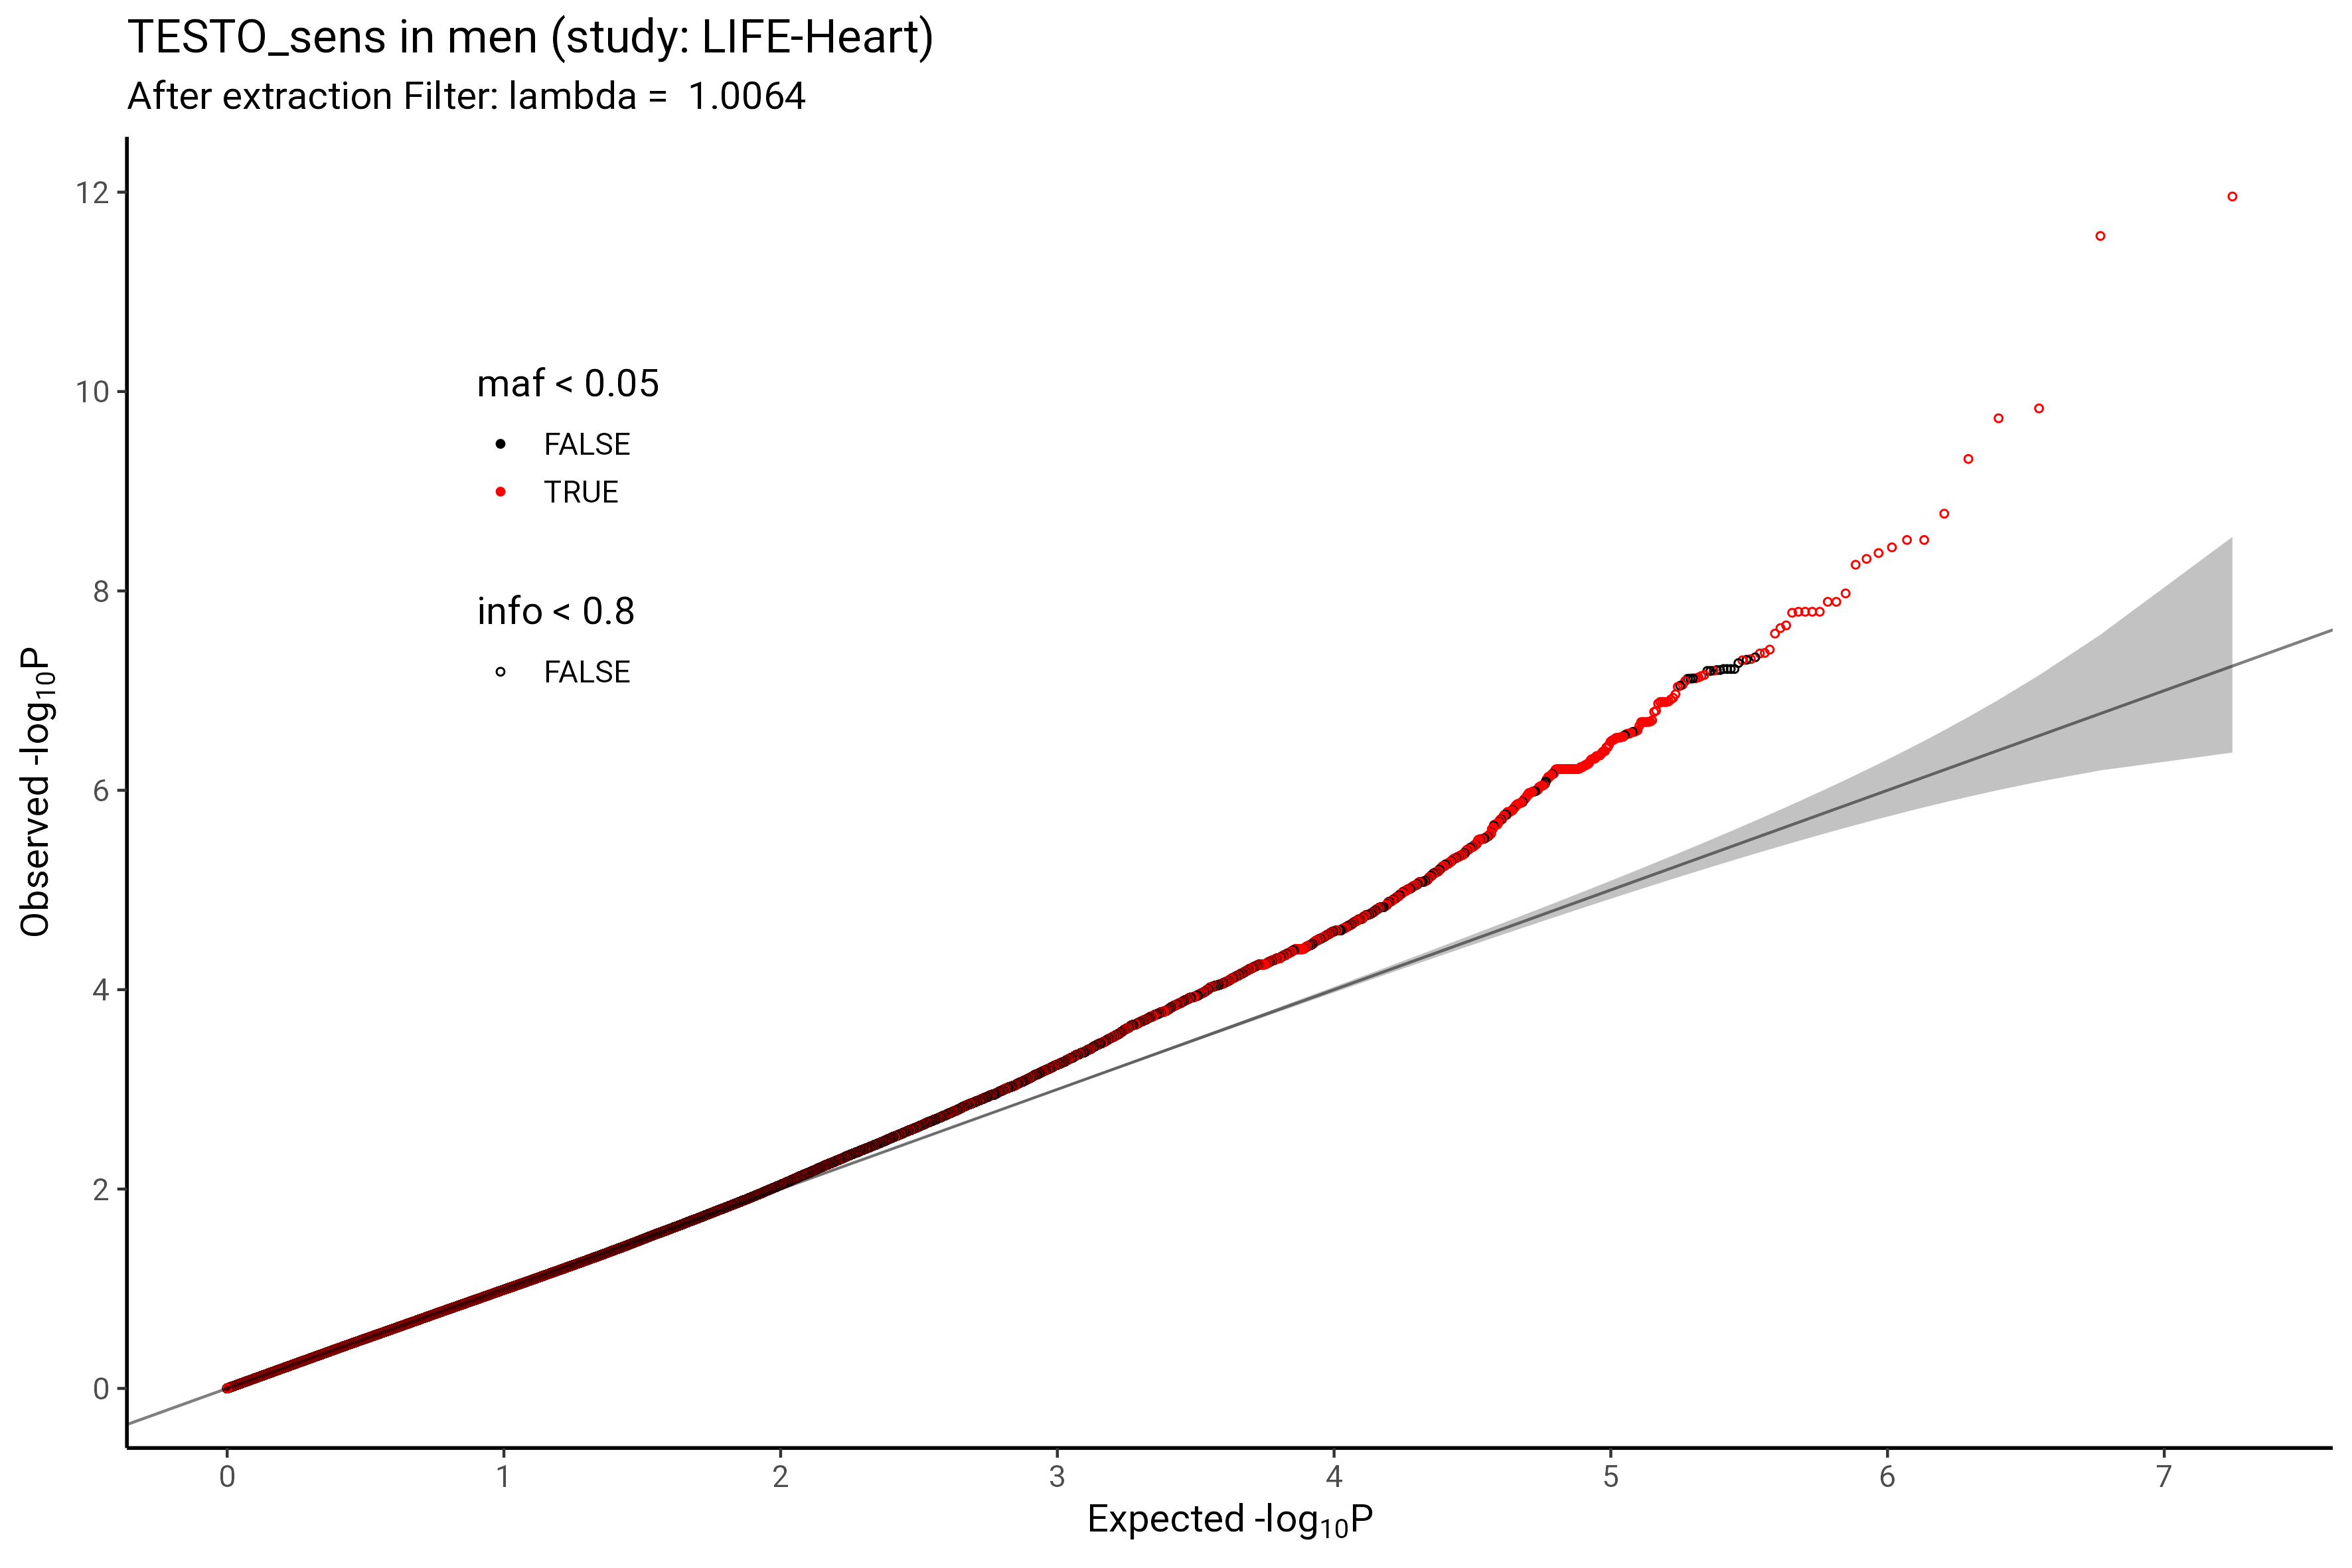 TESTO_sens in men (study: LIFE-Heart)
After extraction Filter: lambda =  1.0064
12
10
8
6
4
2
0
Observed -log10P
maf < 0.05
FALSE
TRUE
info < 0.8
FALSE
0 1 2 3 4 5 6 7
Expected -log10P